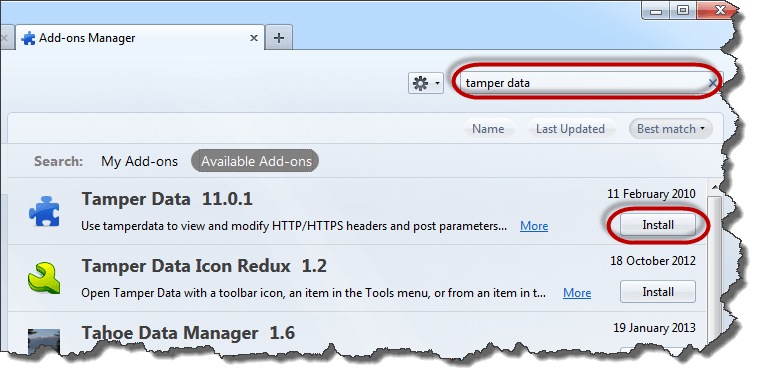 Add-ons Manager
tamper data
Name Last Updated Best match
Search: My Add-ons Available Add-ons
Tamper Data 11.0.1 11 February 2010
Use tamperdata to view and modify HTTP/HTTPS headers and post parameters... More Install
Tamper Data Icon Redux 1.2 18 October 2012
Open Tamper Data with a toolbar icon, an item in the Tools menu, or from an item in t... More Install
Tahoe Data Manager 1.6 19 January 2013